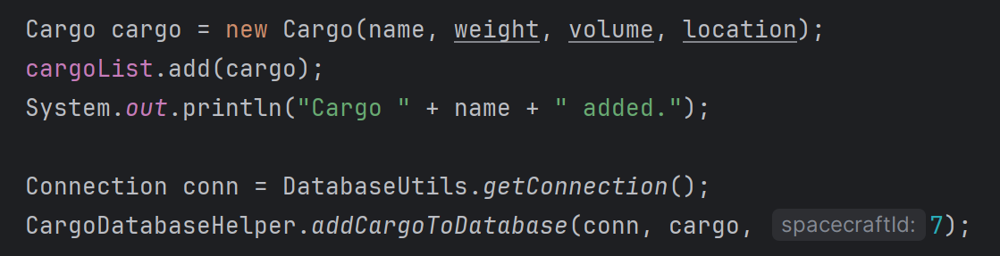 Cargo cargo = new Cargo(name, weight, volume, location);
cargoList.add(cargo);
System.out.println("Cargo " + name + " added.");
Connection conn = DatabaseUtils.getConnection();
CargoDatabaseHelper.addCargoToDatabase(conn, cargo, spacecraftId: 7);